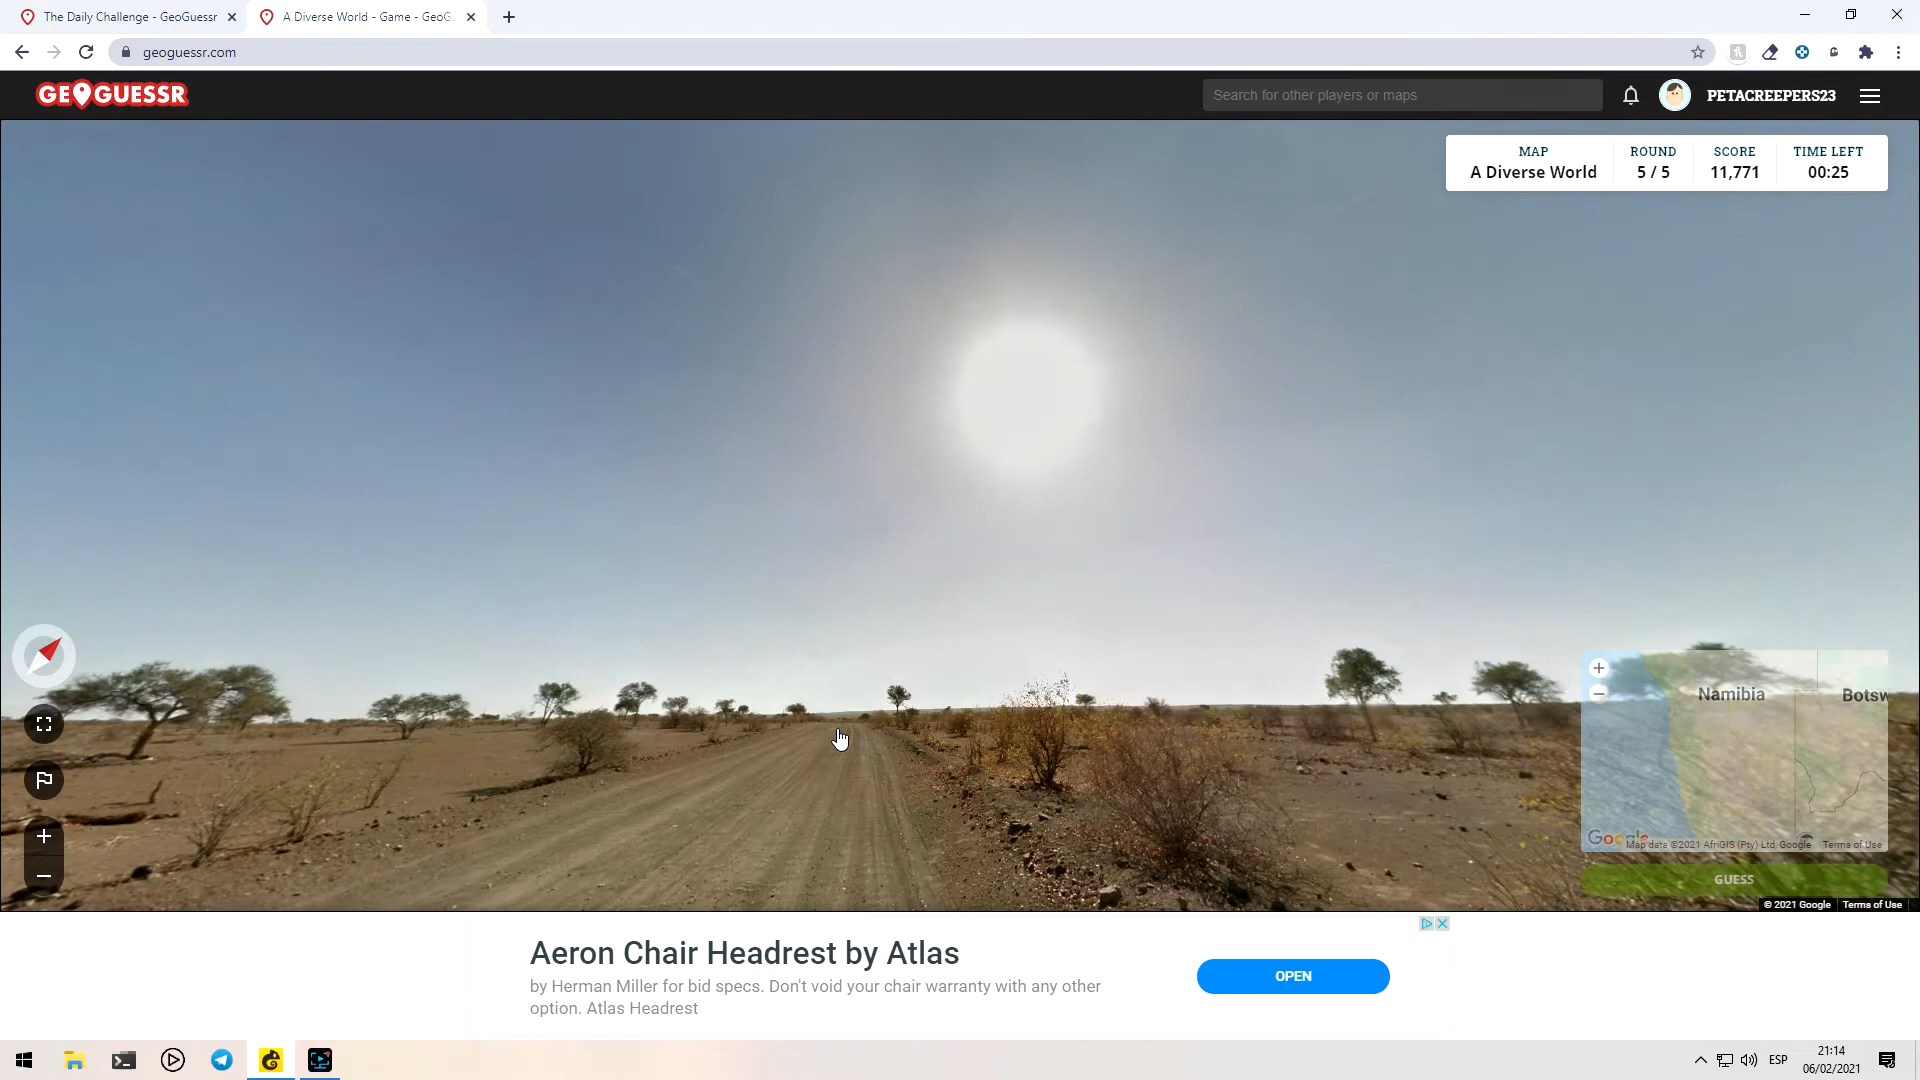 The Daily Challenge - GeoGuessr
A Diverse World - Game - GeoG
geoguessr.com
GEOGUESSR
Search for other players or maps
PETACREEPERS23
MAP
A Diverse World
ROUND
5 / 5
SCORE
11,771
TIME LEFT
00:25
Namibia
Botsw
Google
Map data ©2021 AfriGIS (Pty) Ltd, Google
Terms of Use
GUESS
© 2021 Google
Terms of Use
Aeron Chair Headrest by Atlas
by Herman Miller for bid specs. Don't void your chair warranty with any other
option. Atlas Headrest
OPEN
ESP
21:14
06/02/2021